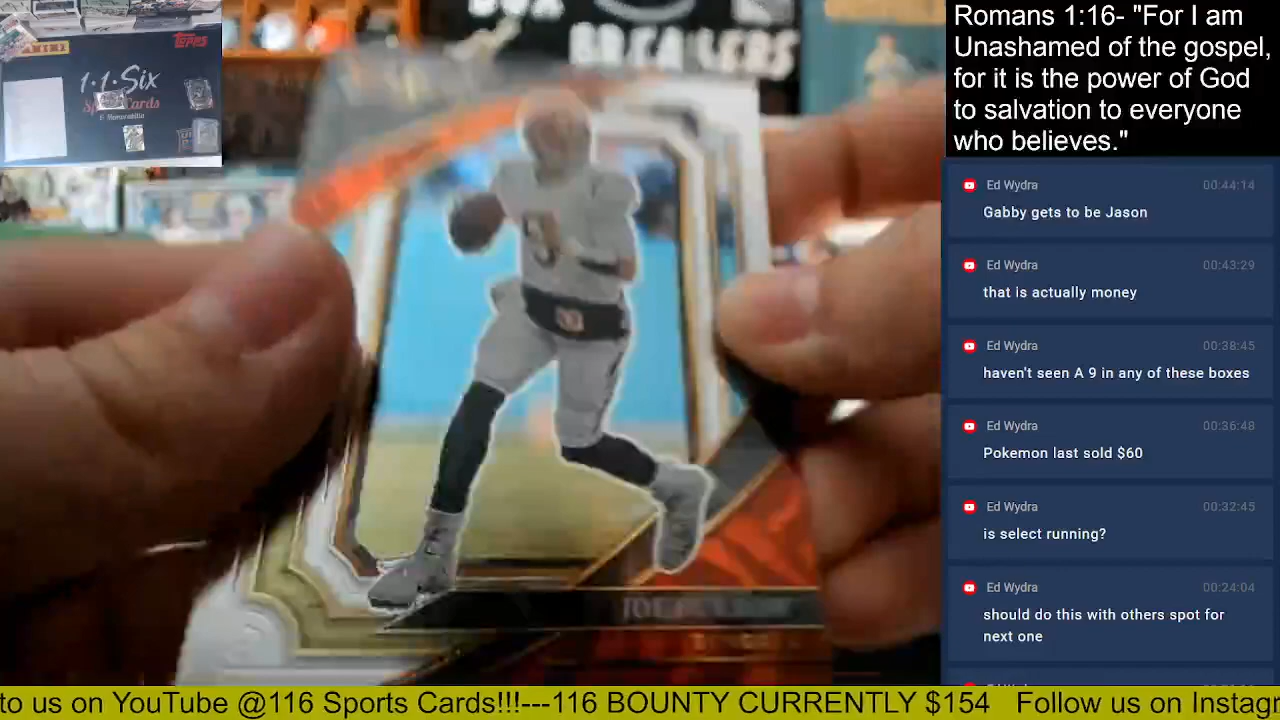 PANINI
topps
1·1·Six
Sports Cards
& Memorabilia
BREAKERS
9
Romans 1:16- "For I am
Unashamed of the gospel,
for it is the power of God
to salvation to everyone
who believes."
Ed Wydra 00:44:14
Gabby gets to be Jason
Ed Wydra 00:43:29
that is actually money
Ed Wydra 00:38:45
haven't seen A 9 in any of these boxes
Ed Wydra 00:36:48
Pokemon last sold $60
Ed Wydra 00:32:45
is select running?
Ed Wydra 00:24:04
should do this with others spot for
next one
to us on YouTube @116 Sports Cards!!!---116 BOUNTY CURRENTLY $154 Follow us on Instagr